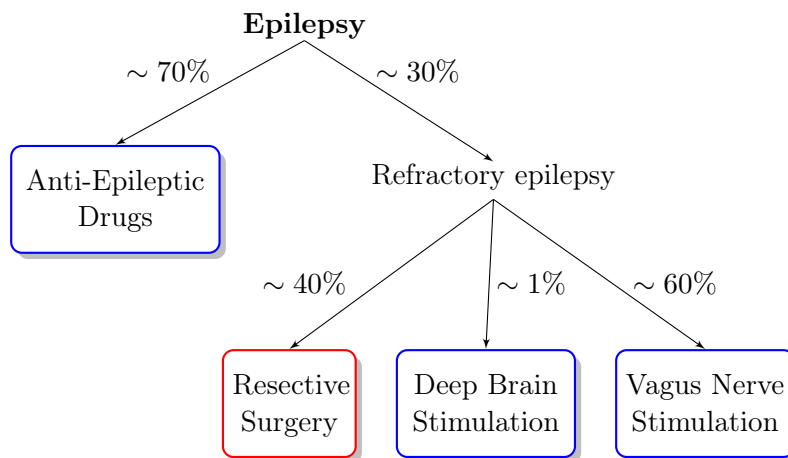 Epilepsy
∼ 70%
∼ 30%
Anti-Epileptic
Drugs
Refractory epilepsy
∼ 40%
∼ 1%
∼ 60%
Resective
Surgery
Deep Brain
Stimulation
Vagus Nerve
Stimulation